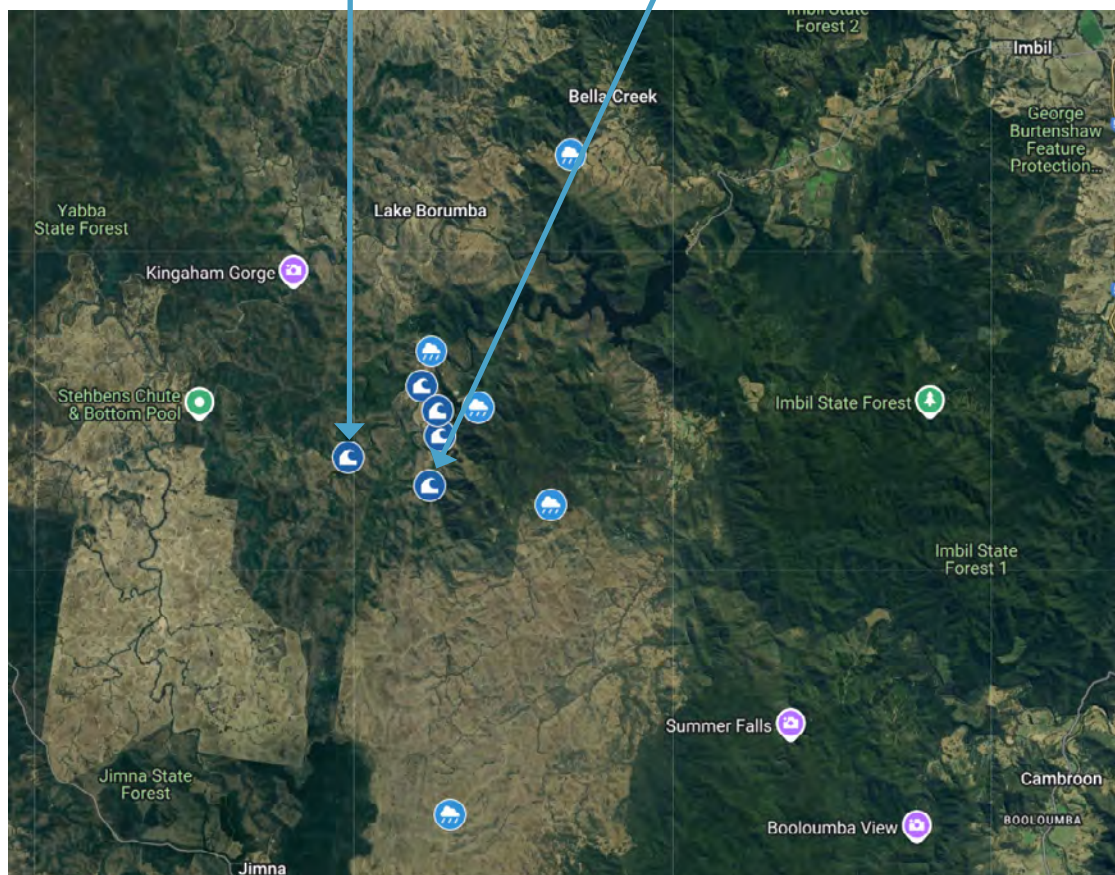 Imbil State
Forest 2
Imbil
Bella Creek
George
Burtenshaw
Feature
Protection...
Yabba
State Forest
Lake Borumba
Kingaham Gorge
Stehbens Chute
& Bottom Pool
Imbil State Forest
Imbil State
Forest 1
Summer Falls
Jimna State
Forest
Cambroon
Booloumba View
BOOLOUMBA
Jimna